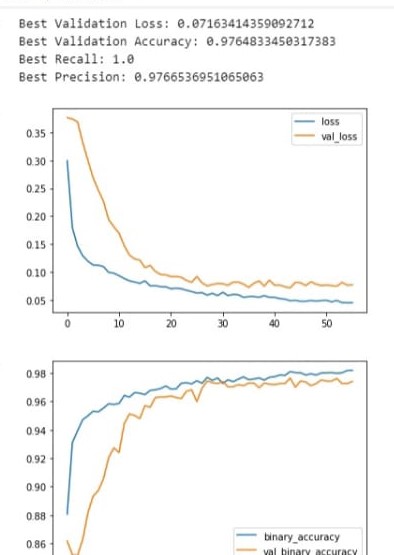 Best Validation Loss: 0.07163414359092712
Best Validation Accuracy: 0.9764833450317383
Best Recall: 1.0
Best Precision: 0.9766536951065063
loss
val_loss
0.35
0.30
0.25
0.20
0.15
0.10
0.05
0 10 20 30 40 50
0.98
0.96
0.94
0.92
0.90
0.88
0.86
binary_accuracy
val_binary_accuracy